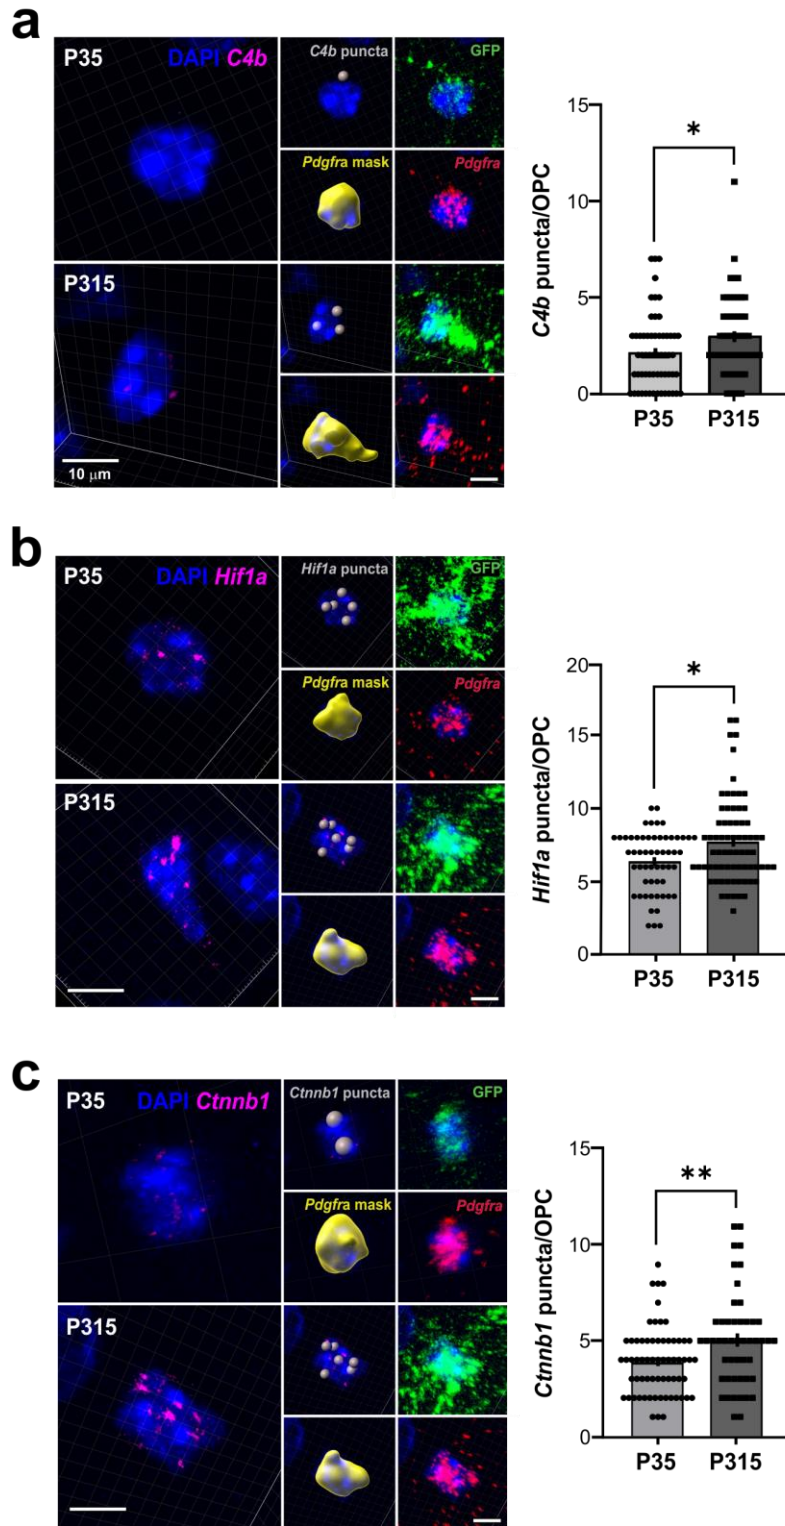 a
P35
DAPI C4b
C4b puncta
GFP
Pdgfra mask
Pdgfra
P315
10 μm
C4b puncta/OPC
15
10
5
0
*
P35
P315
b
P35
DAPI Hif1a
Hif1a puncta
GFP
Pdgfra mask
Pdgfra
P315
Hif1a puncta/OPC
20
15
10
5
0
*
P35
P315
c
P35
DAPI Ctnnb1
Ctnnb1 puncta
GFP
Pdgfra mask
Pdgfra
P315
Ctnnb1 puncta/OPC
15
10
5
0
**
P35
P315